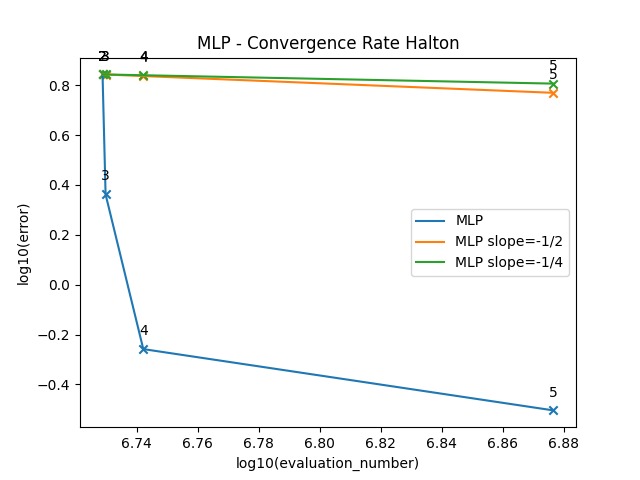 MLP - Convergence Rate Halton
2 3 4
5
5
3
4
5
0.8
0.6
0.4
0.2
0.0
−0.2
−0.4
log10(error)
MLP
MLP slope=-1/2
MLP slope=-1/4
6.74 6.76 6.78 6.80 6.82 6.84 6.86 6.88
log10(evaluation_number)